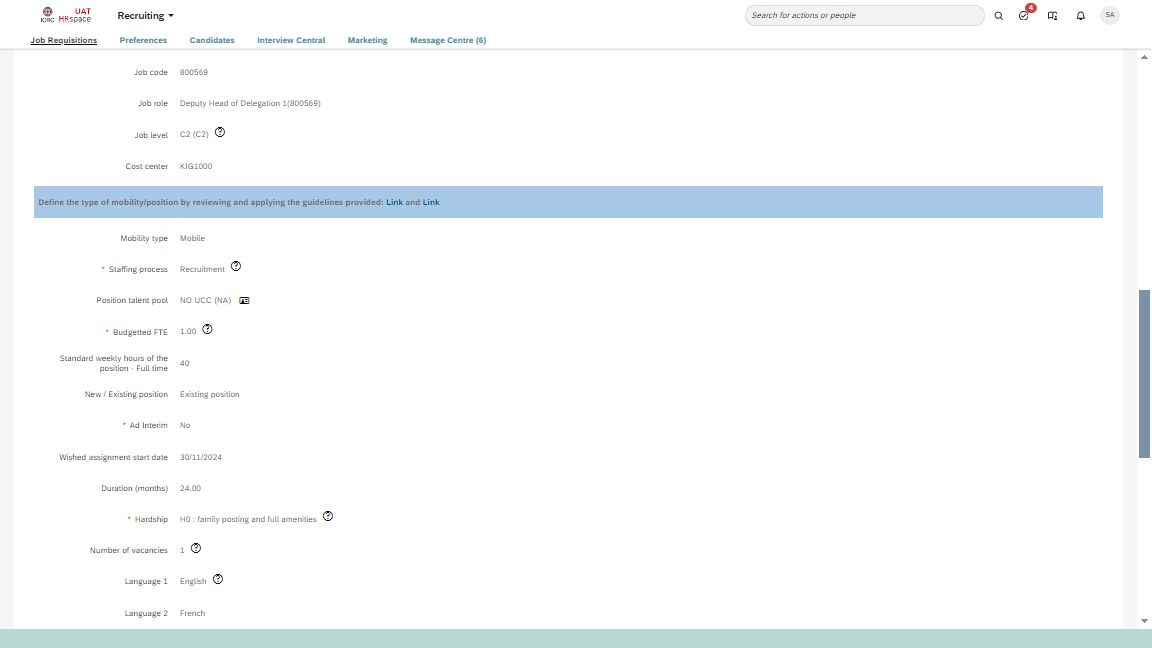 ICRC UAT HRspace
Recruiting
Search for actions or people
4
SA
Job Requisitions Preferences Candidates Interview Central Marketing Message Centre (6)
Job code 800569
Job role Deputy Head of Delegation 1(800569)
Job level C2 (C2)
Cost center KIG1000
Define the type of mobility/position by reviewing and applying the guidelines provided: Link and Link
Mobility type Mobile
* Staffing process Recruitment
Position talent pool NO UCC (NA)
* Budgetted FTE 1.00
Standard weekly hours of the
position - Full time 40
New / Existing position Existing position
* Ad Interim No
Wished assignment start date 30/11/2024
Duration (months) 24.00
* Hardship H0 : family posting and full amenities
Number of vacancies 1
Language 1 English
Language 2 French